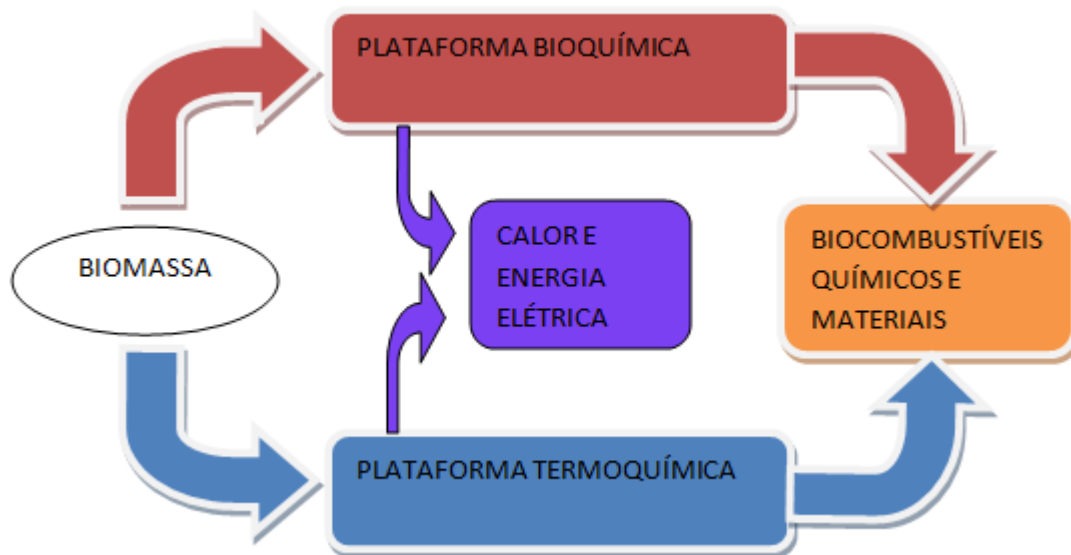 PLATAFORMA BIOQUÍMICA
BIOMASSA
CALOR E
ENERGIA
ELÉTRICA
BIOCOMBUSTÍVEIS
QUÍMICOS E
MATERIAIS
PLATAFORMA TERMOQUÍMICA